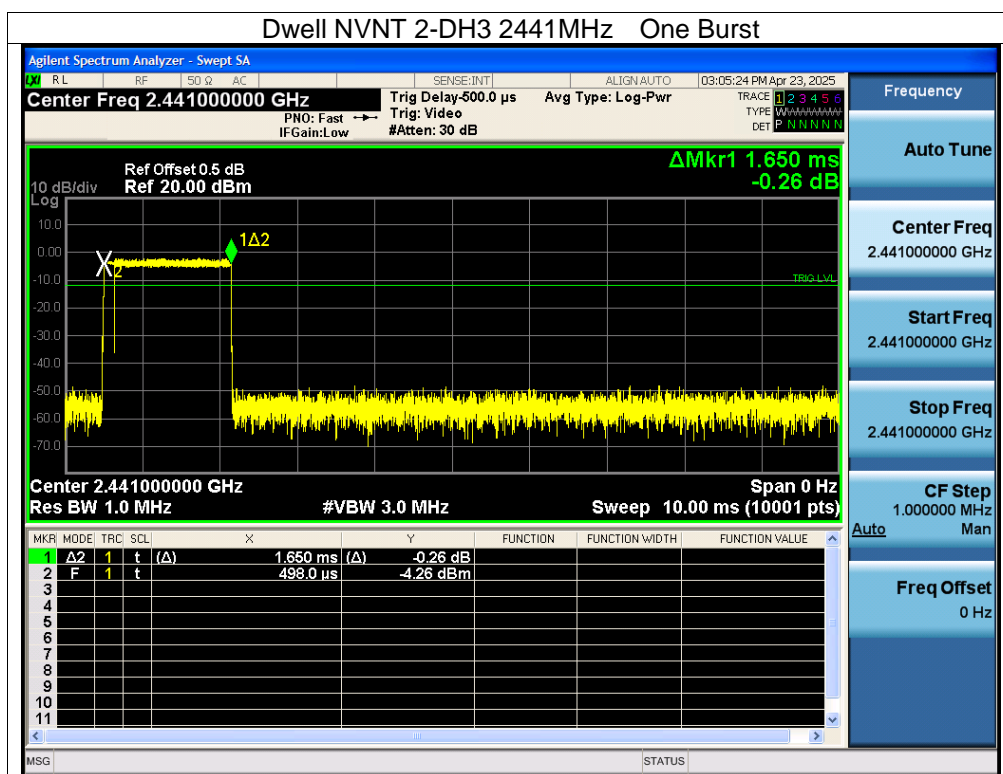 Dwell NVNT 2-DH3 2441MHz One Burst
Agilent Spectrum Analyzer - Swept SA
LXI RL RF 50 Ω AC SENSE:INT ALIGN AUTO 03:05:24 PM Apr 23, 2025
Center Freq 2.441000000 GHz
Trig Delay-500.0 µs Avg Type: Log-Pwr
PNO: Fast Trig: Video
IFGain:Low #Atten: 30 dB
TRACE 1 2 3 4 5 6
TYPE WWWWWW
DET P N N N N N
ΔMkr1 1.650 ms
-0.26 dB
Ref Offset 0.5 dB
10 dB/div Ref 20.00 dBm
Log
10.0
0.00
-10.0
-20.0
-30.0
-40.0
-50.0
-60.0
-70.0
1Δ2
2
TRIG LVL
Center 2.441000000 GHz Span 0 Hz
Res BW 1.0 MHz #VBW 3.0 MHz Sweep 10.00 ms (10001 pts)
MKR MODE TRC SCL X Y FUNCTION FUNCTION WIDTH FUNCTION VALUE
1 Δ2 1 t (Δ) 1.650 ms (Δ) -0.26 dB
2 F 1 t 498.0 µs -4.26 dBm
3
4
5
6
7
8
9
10
11
MSG STATUS
Frequency
Auto Tune
Center Freq
2.441000000 GHz
Start Freq
2.441000000 GHz
Stop Freq
2.441000000 GHz
CF Step
1.000000 MHz
Auto Man
Freq Offset
0 Hz